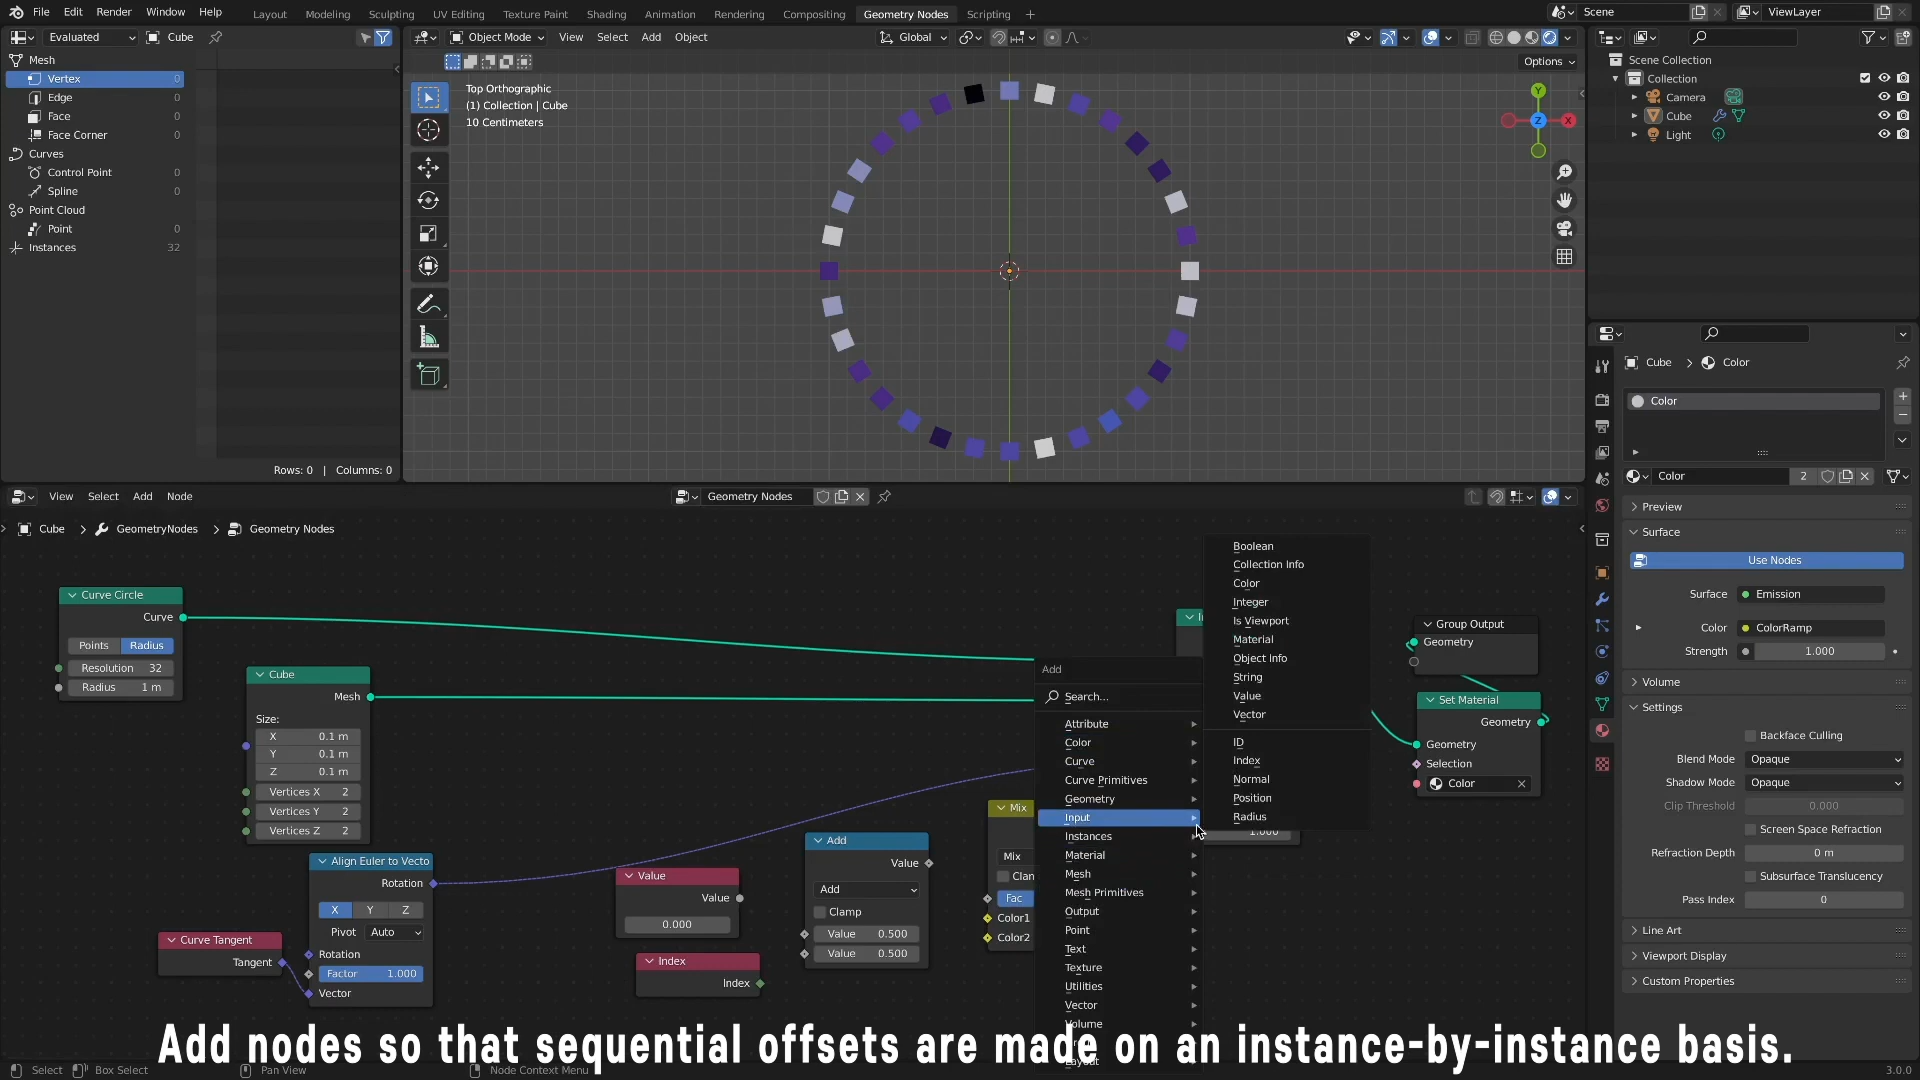 File Edit Render Window Help
Layout Modeling Sculpting UV Editing Texture Paint Shading Animation Rendering Compositing Geometry Nodes Scripting
Scene
ViewLayer
Evaluated
Cube
Object Mode View Select Add Object
Global
Options
Mesh
Vertex 0
Edge 0
Face 0
Face Corner 0
Curves
Control Point 0
Spline 0
Point Cloud
Point 0
Instances 32
Rows: 0 | Columns: 0
Top Orthographic
(1) Collection | Cube
10 Centimeters
Y
Z
X
Scene Collection
Collection
Camera
Cube
Light
Cube
Color
Color
Color 2
Preview
Surface
Use Nodes
Surface Emission
Color ColorRamp
Strength 1.000
Volume
Settings
Backface Culling
Blend Mode Opaque
Shadow Mode Opaque
Clip Threshold 0.000
Screen Space Refraction
Refraction Depth 0 m
Subsurface Translucency
Pass Index 0
Line Art
Viewport Display
Custom Properties
View Select Add Node
Geometry Nodes
Cube
GeometryNodes
Geometry Nodes
Curve Circle
Curve
Points Radius
Resolution 32
Radius 1 m
Cube
Mesh
Size:
X 0.1 m
Y 0.1 m
Z 0.1 m
Vertices X 2
Vertices Y 2
Vertices Z 2
Align Euler to Vecto
Rotation
X Y Z
Pivot Auto
Rotation
Factor 1.000
Vector
Curve Tangent
Tangent
Value
Value
0.000
Index
Index
Add
Value
Add
Clamp
Value 0.500
Value 0.500
Mix
Mix
Clan
Fac
Color1
Color2
Add
Search...
Attribute
Color
Curve
Curve Primitives
Geometry
Input
Instances
Material
Mesh
Mesh Primitives
Output
Point
Text
Texture
Utilities
Vector
Volume
Layout
Boolean
Collection Info
Color
Integer
Is Viewport
Material
Object Info
String
Value
Vector
ID
Index
Normal
Position
Radius
1.000
Group Output
Geometry
Set Material
Geometry
Geometry
Selection
Color
Add nodes so that sequential offsets are made on an instance-by-instance basis.
Select
Box Select
Pan View
Node Context Menu
3.0.0